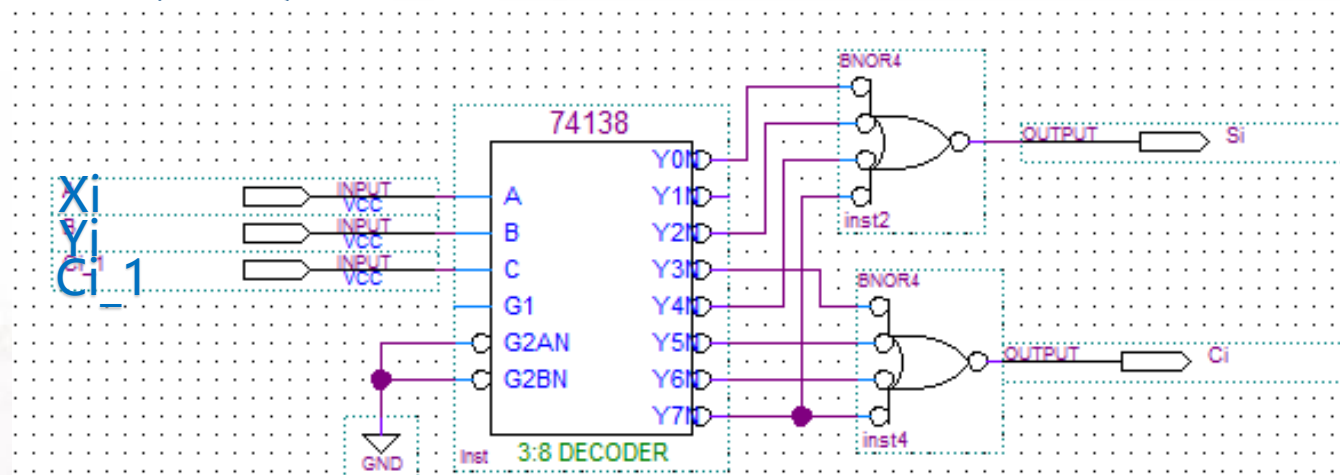 BNOR4
74138
Y0N
OUTPUT
Si
Xi
INPUT
VCC
A
Y1N
inst2
Yi
INPUT
VCC
B
Y2N
Ci_1
INPUT
VCC
C
Y3N
BNOR4
G1
Y4N
G2AN
Y5N
OUTPUT
Ci
G2BN
Y6N
Y7N
inst4
GND
inst
3:8 DECODER